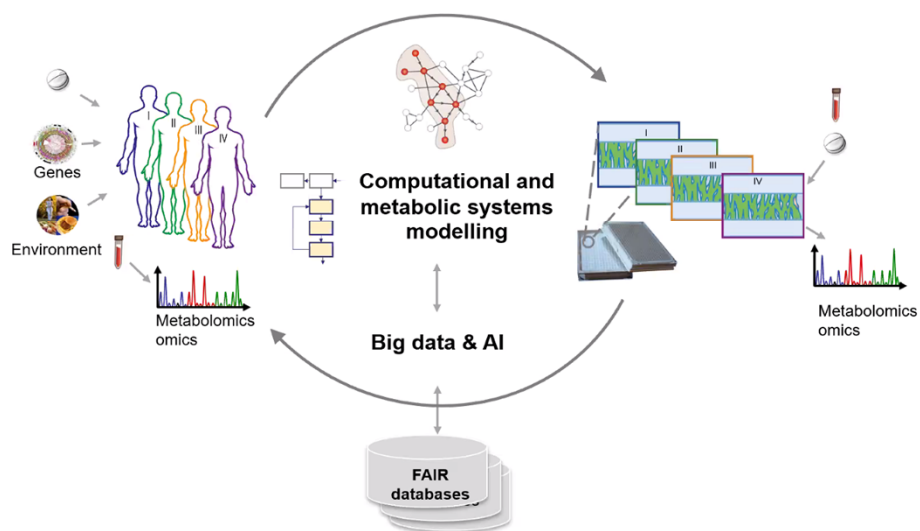 I
II
III
IV
Genes
Environment
Metabolomics
omics
Computational and
metabolic systems
modelling
Big data & AI
FAIR
databases
I
II
III
IV
Metabolomics
omics